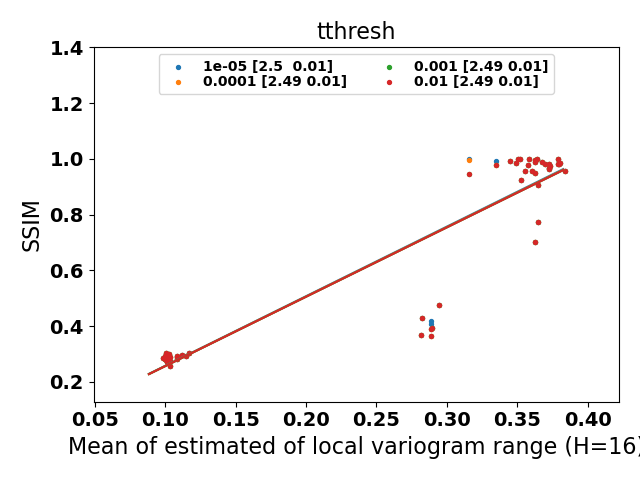 tthresh
1e-05 [2.5  0.01]
0.0001 [2.49 0.01]
0.001 [2.49 0.01]
0.01 [2.49 0.01]
SSIM
1.4
1.2
1.0
0.8
0.6
0.4
0.2
0.05 0.10 0.15 0.20 0.25 0.30 0.35 0.40
Mean of estimated of local variogram range (H=16)